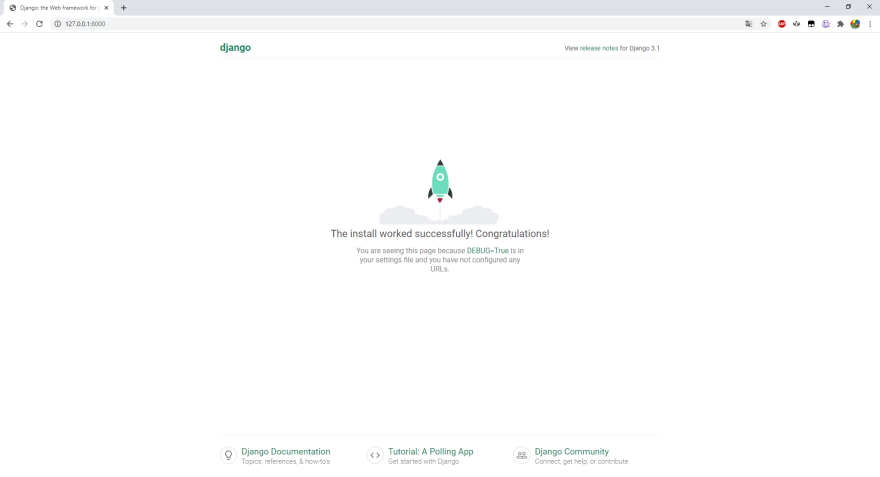 Django: the Web framework for
127.0.0.1:8000
django
View release notes for Django 3.1
The install worked successfully! Congratulations!
You are seeing this page because DEBUG=True is in
your settings file and you have not configured any
URLs.
Django Documentation
Topics, references, & how-to's
Tutorial: A Polling App
Get started with Django
Django Community
Connect, get help, or contribute